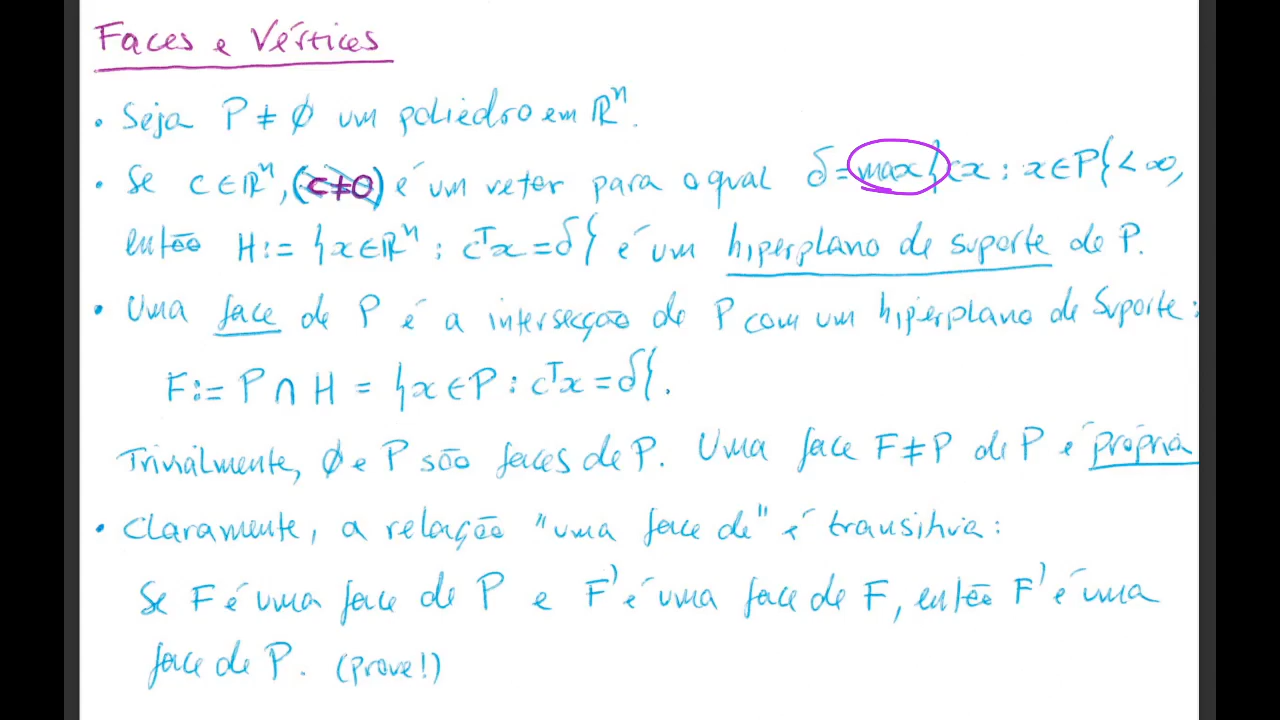 Faces e Vértices
• Seja P ≠ ∅ um poliedro em ℝⁿ.
• Se c ∈ ℝⁿ, (c≠0) é um vetor para o qual δ = max{cx : x ∈ P} < ∞,
então H := {x ∈ ℝⁿ : cᵀx = δ} é um hiperplano de suporte de P.
• Uma face de P é a intersecção de P com um hiperplano de suporte:
F := P ∩ H = {x ∈ P : cᵀx = δ}.
Trivialmente, ∅ e P são faces de P. Uma face F ≠ P de P é própria
• Claramente, a relação "uma face de" é transitiva:
Se F é uma face de P e F' é uma face de F, então F' é uma
face de P. (Prove!)